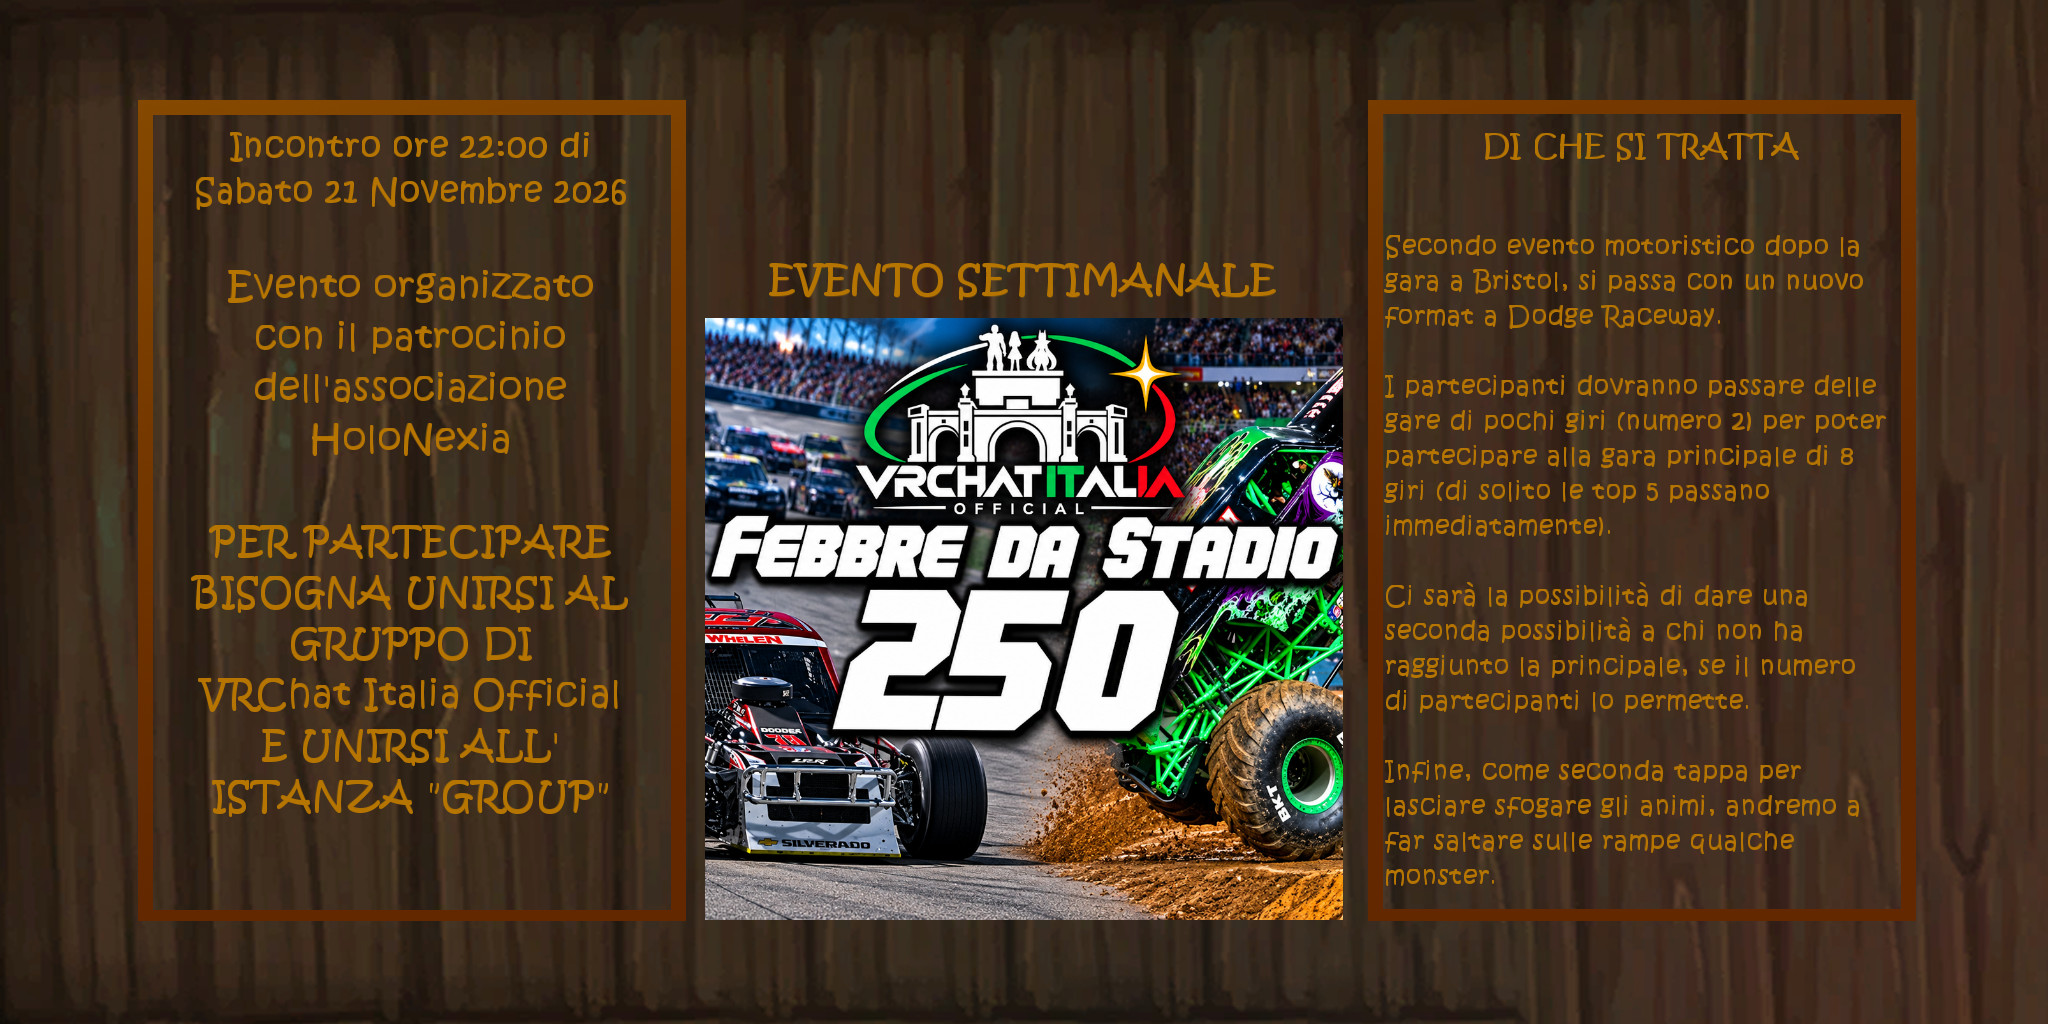 Incontro ore 22:00 di
Sabato 21 Novembre 2026
Evento organizzato
con il patrocinio
dell'associazione
HoloNexia
PER PARTECIPARE
BISOGNA UNIRSI AL
GRUPPO DI
VRChat Italia Official
E UNIRSI ALL'
ISTANZA "GROUP"
EVENTO SETTIMANALE
VRCHAT ITALIA
OFFICIAL
FEBBRE DA STADIO
250
WHELEN
DOODEK
LRR
SILVERADO
BKT
DI CHE SI TRATTA
Secondo evento motoristico dopo la
gara a Bristol, si passa con un nuovo
format a Dodge Raceway.
I partecipanti dovranno passare delle
gare di pochi giri (numero 2) per poter
partecipare alla gara principale di 8
giri (di solito le top 5 passano
immediatamente).
Ci sarà la possibilità di dare una
seconda possibilità a chi non ha
raggiunto la principale, se il numero
di partecipanti lo permette.
Infine, come seconda tappa per
lasciare sfogare gli animi, andremo a
far saltare sulle rampe qualche
monster.